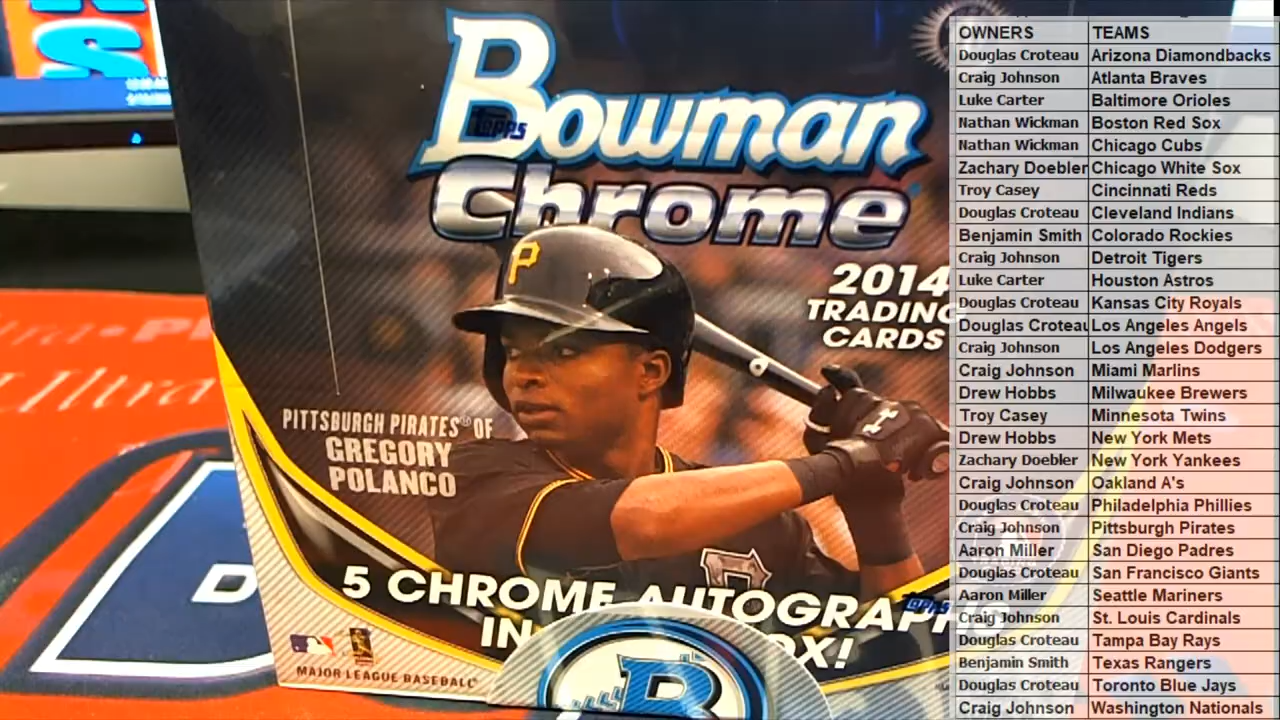 S
Bowman
TOPPS
Chrome
2014
TRADING
CARDS
P
PITTSBURGH PIRATES® OF
GREGORY
POLANCO
5 CHROME AUTOGRAPH
IN
OX!
TOPPS
MAJOR LEAGUE BASEBALL
B
Ultra
D
OWNERS TEAMS
Douglas Croteau Arizona Diamondbacks
Craig Johnson Atlanta Braves
Luke Carter Baltimore Orioles
Nathan Wickman Boston Red Sox
Nathan Wickman Chicago Cubs
Zachary Doebler Chicago White Sox
Troy Casey Cincinnati Reds
Douglas Croteau Cleveland Indians
Benjamin Smith Colorado Rockies
Craig Johnson Detroit Tigers
Luke Carter Houston Astros
Douglas Croteau Kansas City Royals
Douglas Croteau Los Angeles Angels
Craig Johnson Los Angeles Dodgers
Craig Johnson Miami Marlins
Drew Hobbs Milwaukee Brewers
Troy Casey Minnesota Twins
Drew Hobbs New York Mets
Zachary Doebler New York Yankees
Craig Johnson Oakland A's
Douglas Croteau Philadelphia Phillies
Craig Johnson Pittsburgh Pirates
Aaron Miller San Diego Padres
Douglas Croteau San Francisco Giants
Aaron Miller Seattle Mariners
Craig Johnson St. Louis Cardinals
Douglas Croteau Tampa Bay Rays
Benjamin Smith Texas Rangers
Douglas Croteau Toronto Blue Jays
Craig Johnson Washington Nationals